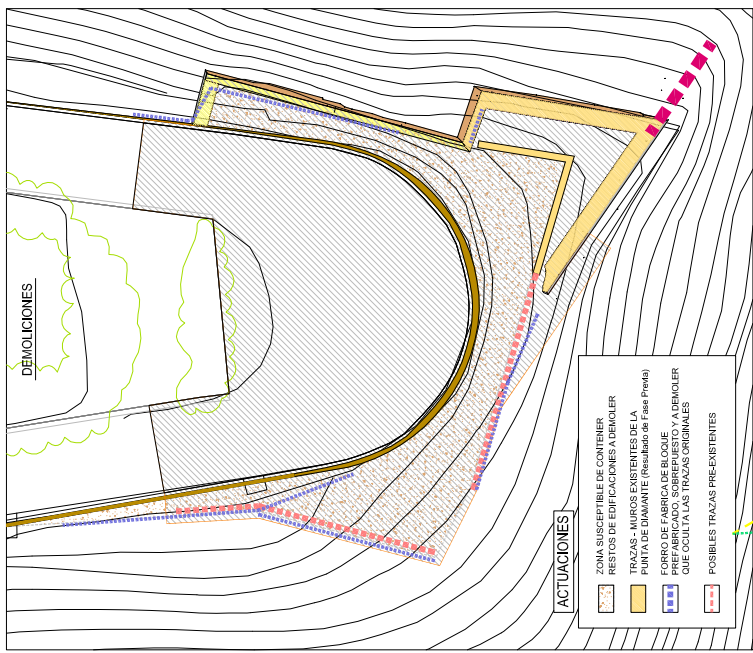 DEMOLICIONES
ACTUACIONES
ZONA SUSCEPTIBLE DE CONTENER
RESTOS DE EDIFICACIONES A DEMOLER
TRAZAS - MUROS EXISTENTES DE LA
PUNTA DE DIAMANTE (Resultado de Fase Previa)
FORRO DE FABRICA DE BLOQUE
PREFABRICADO, SOBREPUESTO Y A DEMOLER
QUE OCULTA LAS TRAZAS ORIGINALES
POSIBLES TRAZAS PRE-EXISTENTES